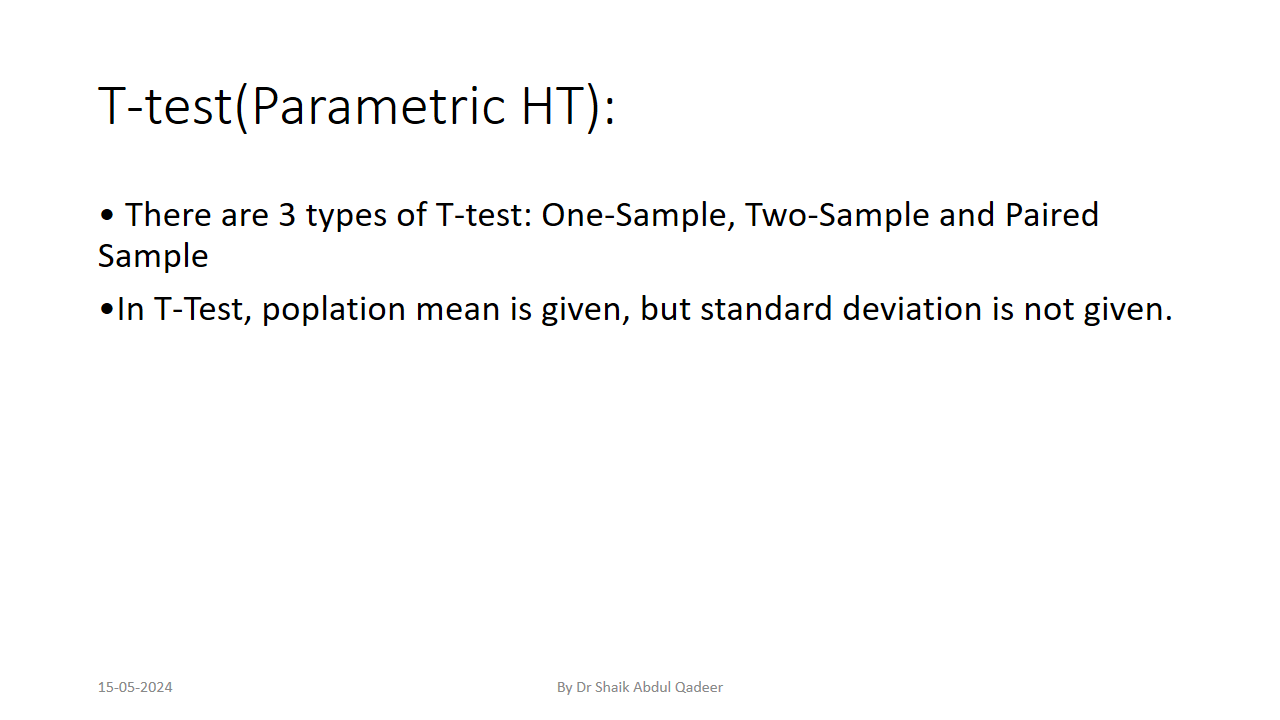 T-test(Parametric HT):
• There are 3 types of T-test: One-Sample, Two-Sample and Paired
Sample
•In T-Test, poplation mean is given, but standard deviation is not given.
15-05-2024
By Dr Shaik Abdul Qadeer